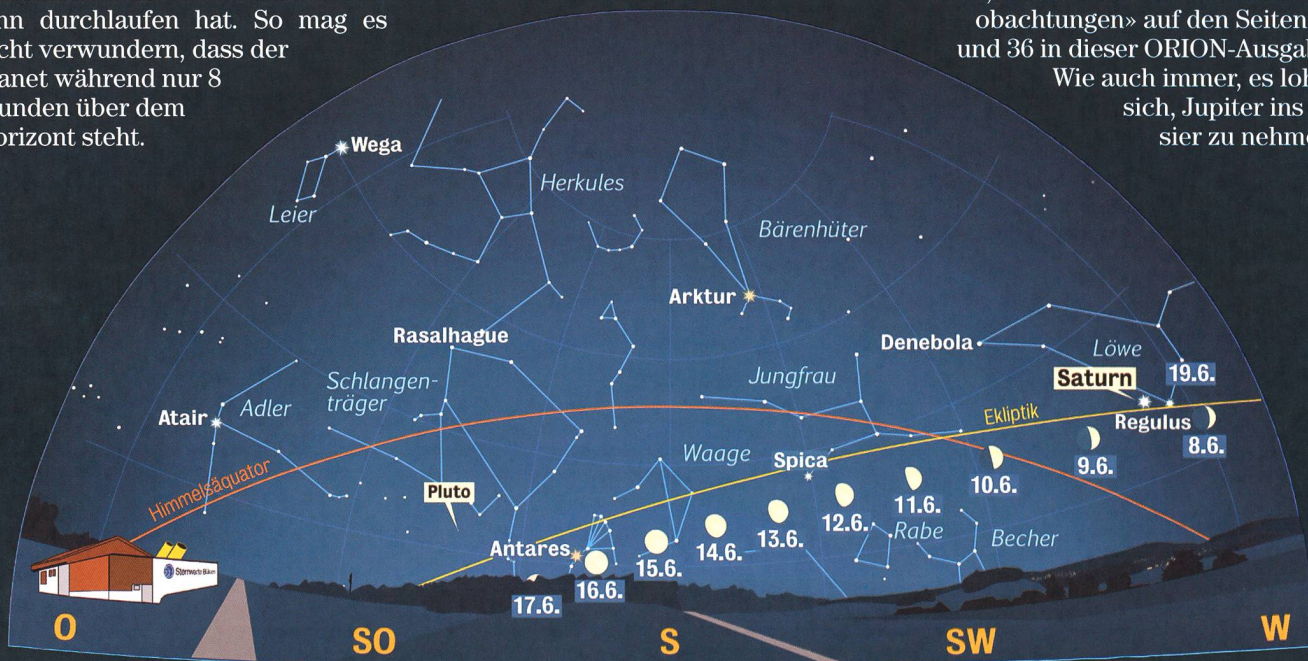 nn durchlaufen hat. So mag es
cht verwundern, dass der
anet während nur 8
unden über dem
orizont steht.
obachtungen» auf den Seiten
und 36 in dieser ORION-Ausgal
Wie auch immer, es loh
sich, Jupiter ins
sier zu nehme
Wega
Leier
Herkules
Bärenhüter
Arktur
Rasalhague
Denebola
Löwe
Schlangen-
träger
Jungfrau
Saturn
19.6.
Atair
Adler
Ekliptik
Regulus
8.6.
Himmelsäquator
Waage
Spica
9.6.
Pluto
10.6.
11.6.
12.6.
Rabe
Becher
13.6.
14.6.
Antares
15.6.
16.6.
17.6.
Sternwarte Bülach
O
SO
S
SW
W